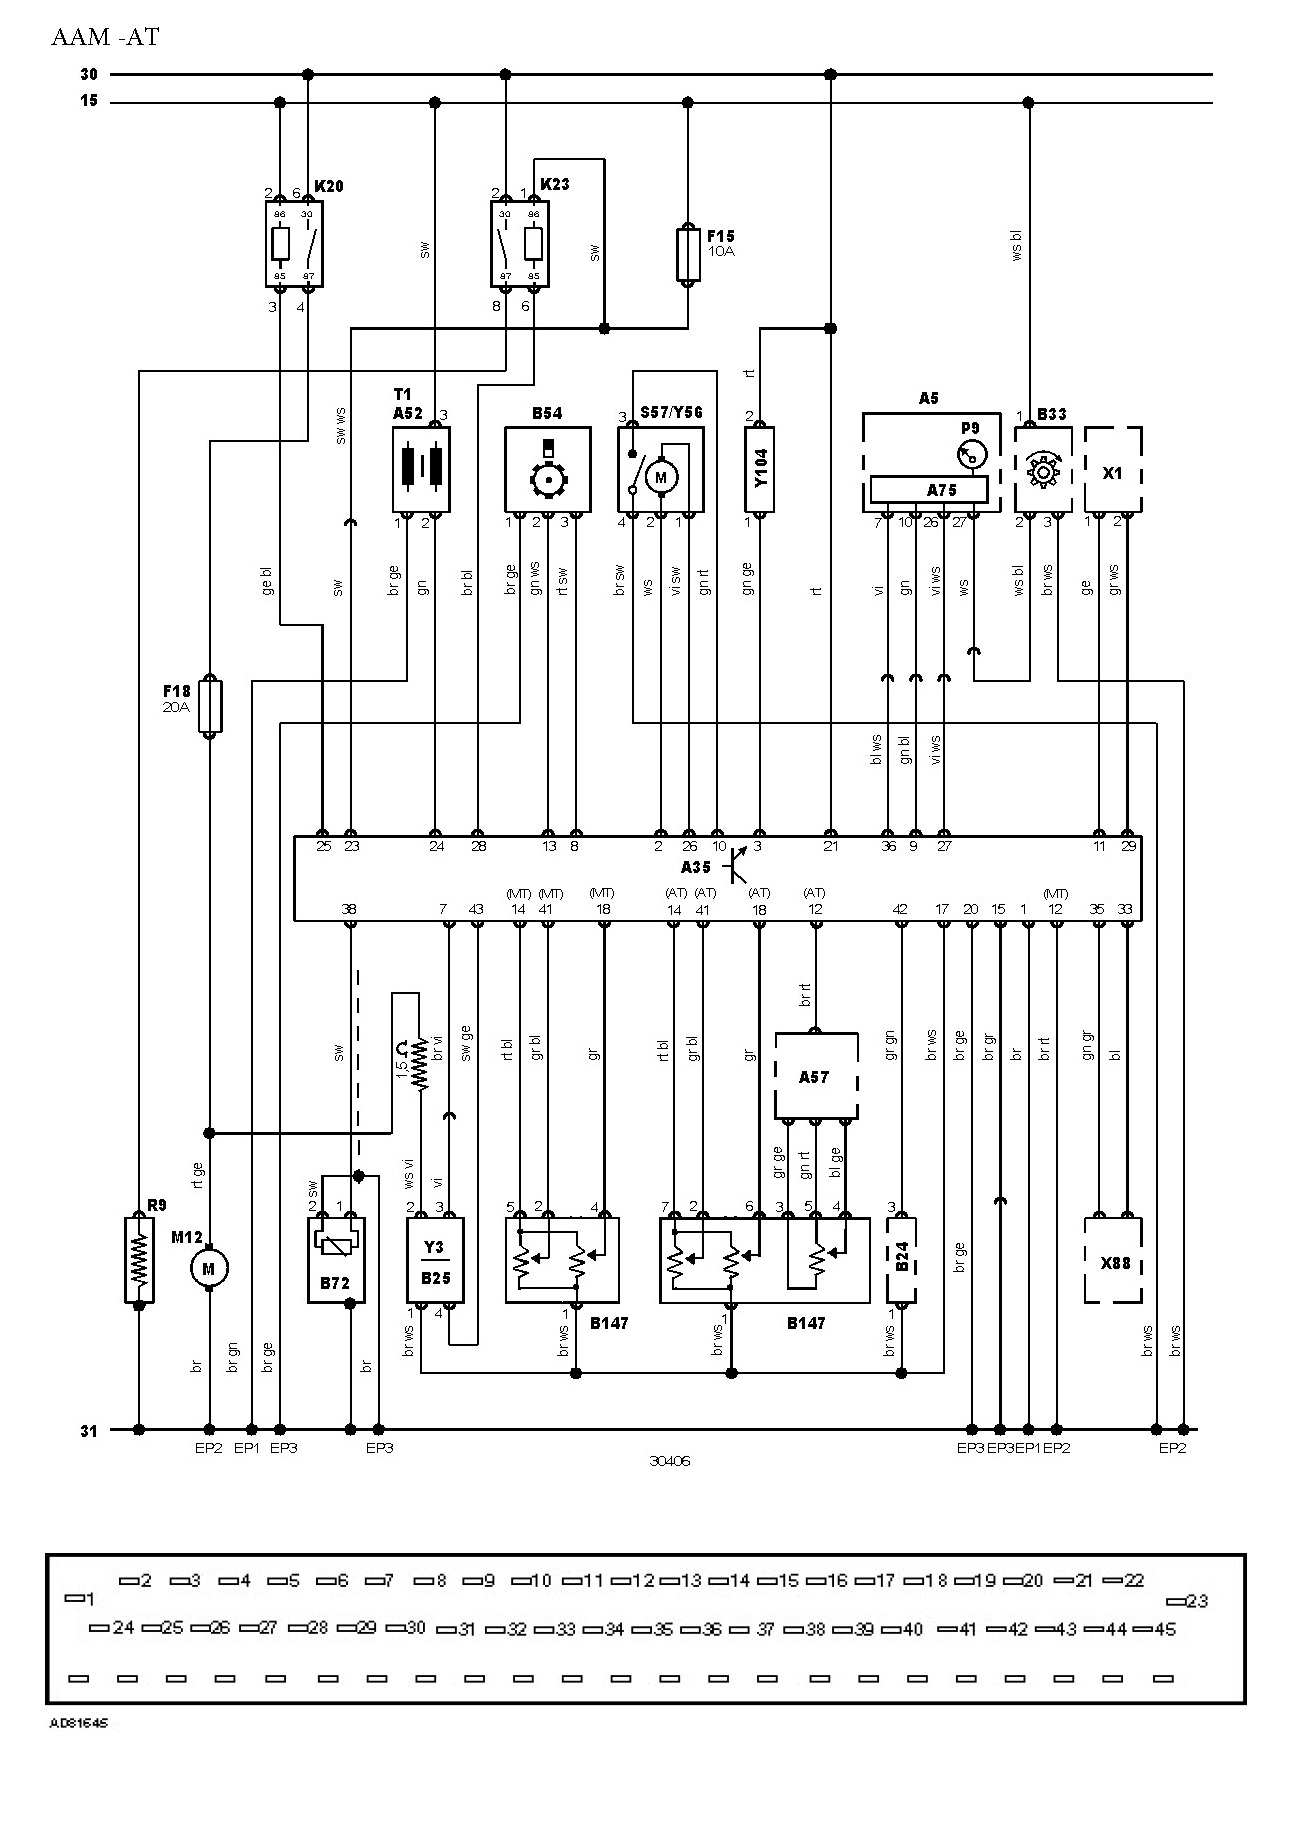 AAM -AT
30
15
2 6 K20
2 1 K23
96 30
30 96
F15
10A
sw
sw
ws bl
95 97
97 95
3 4
8 6
rt
T1
A52 3
B54
3 S57/Y56
2
A5
P9
1 B33
sw ws
M
Y104
A75
X1
1 2
1 2 3
4 2 1
1
7 10 26 27
2 3
1 2
ge bl
sw
br ge
gn
br bl
br ge
gn ws
rt sw
br sw
ws
vi sw
gn rt
gn ge
rt
vi
gn
vi ws
ws
ws bl
br ws
ge
gr ws
F18
20A
bl ws
gn bl
vi ws
25 23 24 28 13 8 2 26 10 3 21 36 9 27 11 29
A35
(MT) (MT) (MT) (AT) (AT) (AT) (AT) (MT)
38 7 43 14 41 18 14 41 18 12 42 17 20 15 1 12 35 33
br rt
sw
1,5 Ω
br vi
sw ge
rt bl
gr bl
gr
rt bl
gr bl
gr
A57
gr gn
br ws
br ge
br gr
br
br rt
gn gr
bl
rt ge
sw
ws vi
vi
gr ge
gn rt
bl ge
R9
2 1
2 3
5 2 4
7 2 6 3 5 4
3
M12
M
B72
Y3
B25
B24
X88
br ge
1 4
1
B147
1
B147
1
br
br gn
br ge
br
br ws
br ws
br ws
br ws
br ws
br ws
31
EP2 EP1 EP3 EP3 EP3 EP3 EP1 EP2 EP2
30406
2 3 4 5 6 7 8 9 10 11 12 13 14 15 16 17 18 19 20 21 22
1 23
24 25 26 27 28 29 30 31 32 33 34 35 36 37 38 39 40 41 42 43 44 45
AD81645